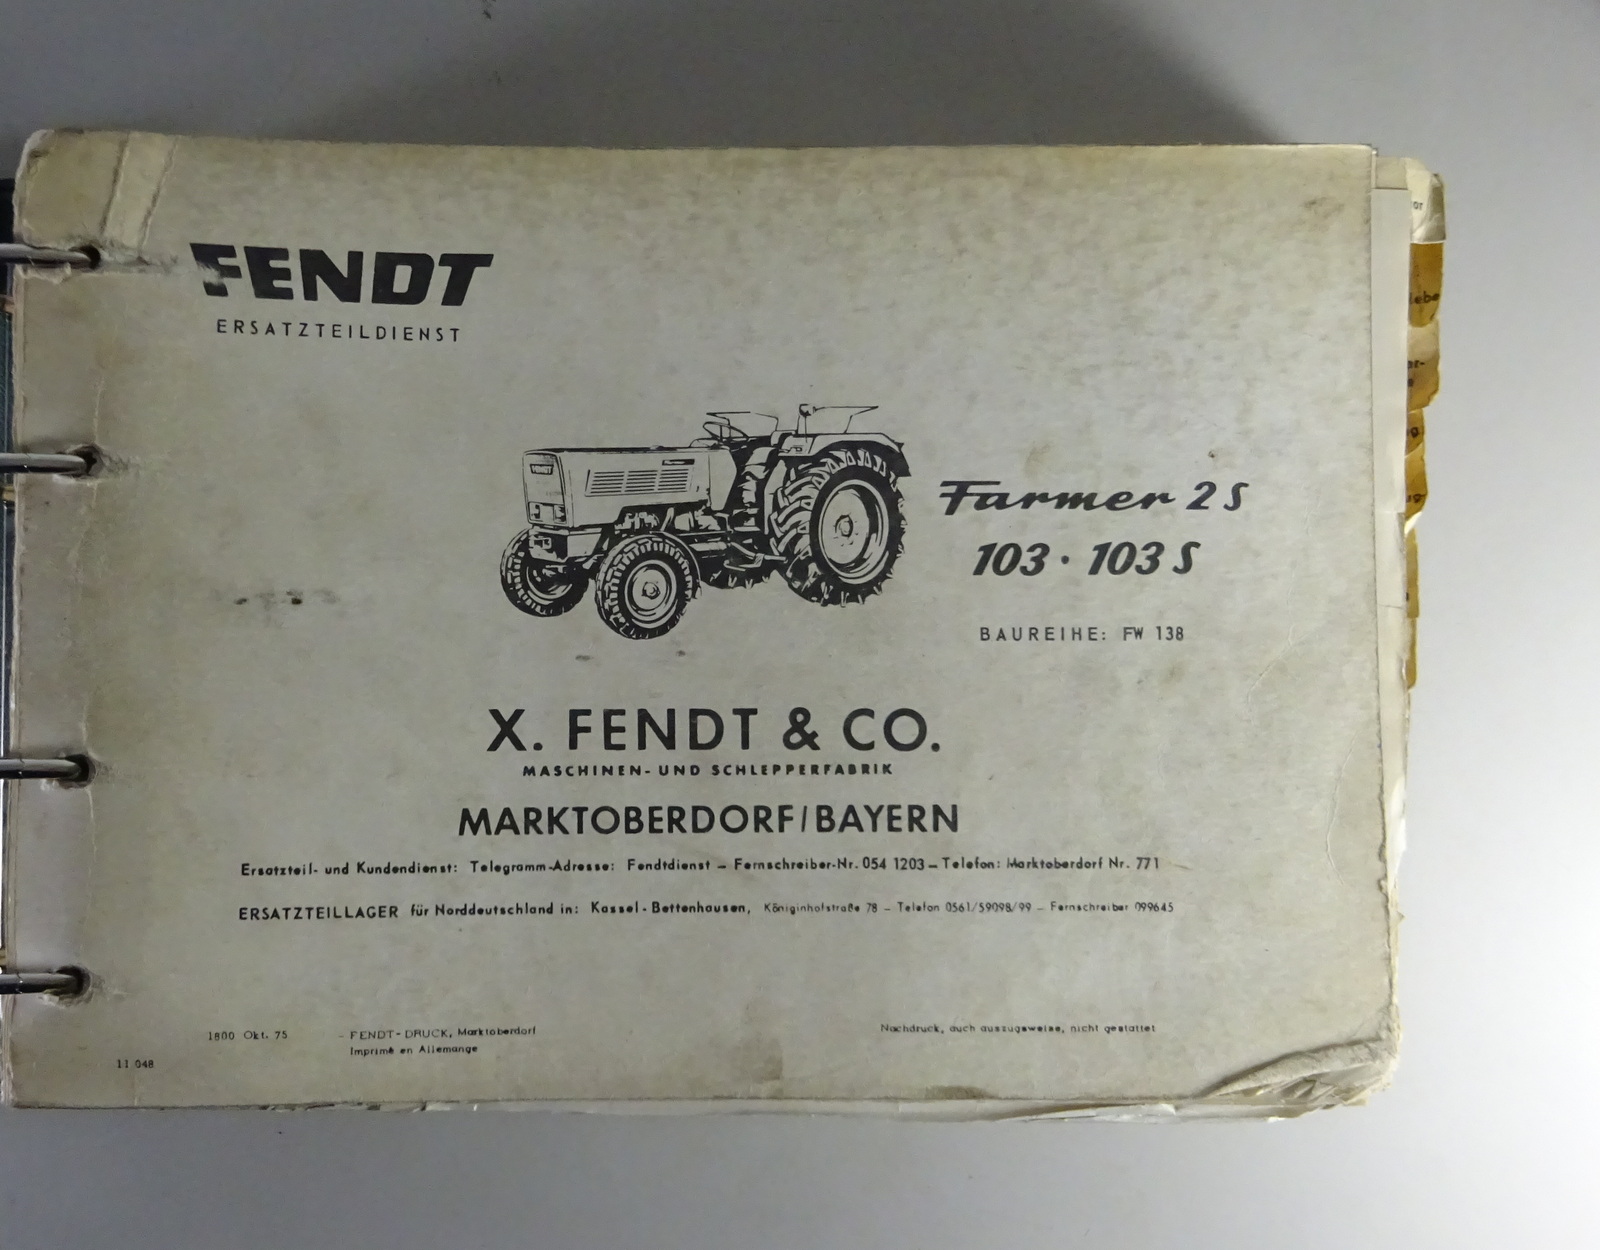 FENDT
ERSATZTEILDIENST
FENDT
Farmer 2 S
103 · 103 S
BAUREIHE: FW 138
X. FENDT & CO.
MASCHINEN- UND SCHLEPPERFABRIK
MARKTOBERDORF/BAYERN
Ersatzteil- und Kundendienst: Telegramm-Adresse: Fendtdienst – Fernschreiber-Nr. 054 1203 – Telefon: Marktoberdorf Nr. 771
ERSATZTEILLAGER für Norddeutschland in: Kassel - Bettenhausen, Königinhofstraße 78 – Telefon 0561/59098/99 – Fernschreiber 099645
1800 Okt. 75 – FENDT-DRUCK, Marktoberdorf
Imprimé en Allemange
Nachdruck, auch auszugsweise, nicht gestattet
11 048